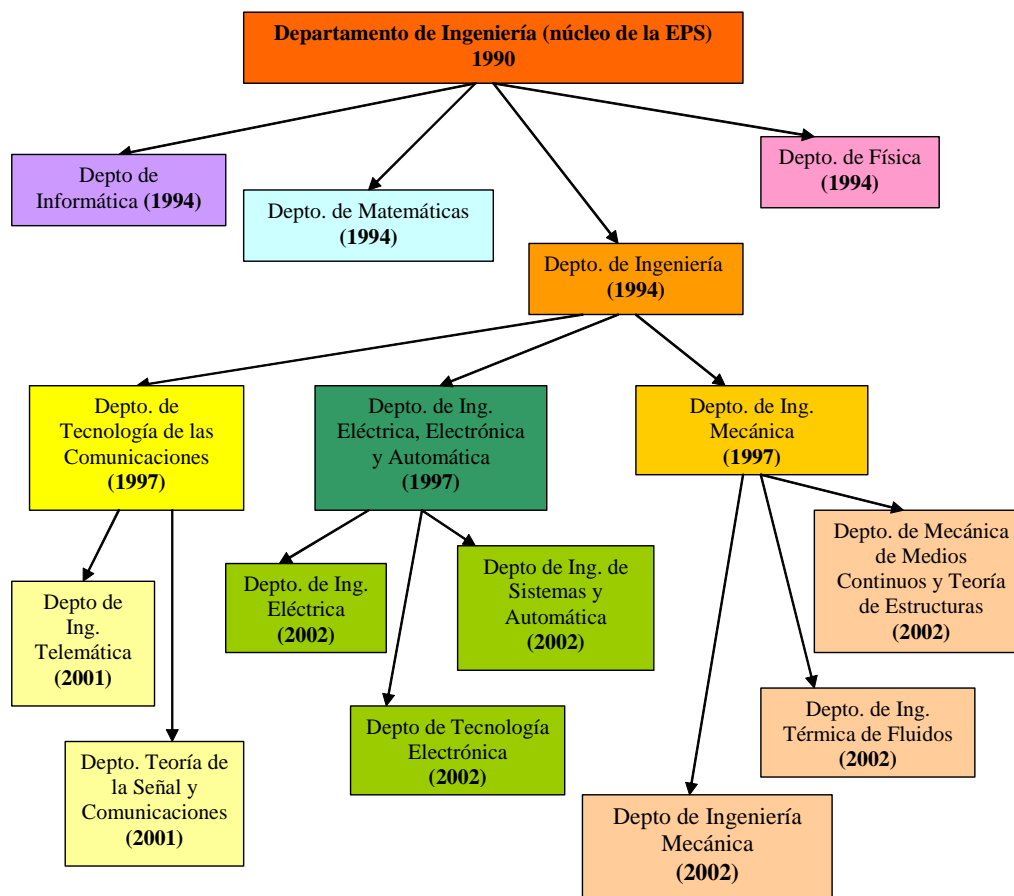 Departamento de Ingeniería (núcleo de la EPS)
1990
Depto de
Informática (1994)
Depto. de Matemáticas
(1994)
Depto. de Física
(1994)
Depto. de Ingeniería
(1994)
Depto. de
Tecnología de las
Comunicaciones
(1997)
Depto. de Ing.
Eléctrica, Electrónica
y Automática
(1997)
Depto. de Ing.
Mecánica
(1997)
Depto de
Ing.
Telemática
(2001)
Depto. Teoría de
la Señal y
Comunicaciones
(2001)
Depto. de Ing.
Eléctrica
(2002)
Depto de Ing. de
Sistemas y
Automática
(2002)
Depto de Tecnología
Electrónica
(2002)
Depto. de Mecánica
de Medios
Continuos y Teoría
de Estructuras
(2002)
Depto. de Ing.
Térmica de Fluidos
(2002)
Depto de Ingeniería
Mecánica
(2002)